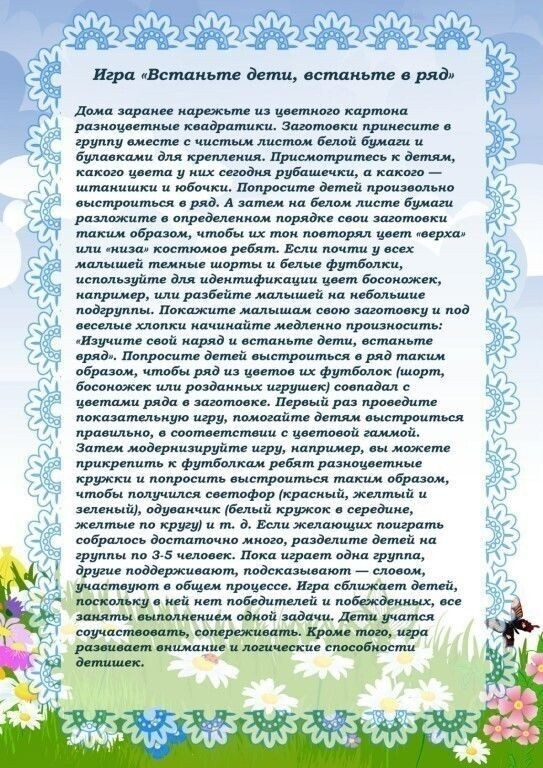 Игра «Встаньте дети, встаньте в ряд»
Дома заранее нарежьте из цветного картона
разноцветные квадратики. Заготовки принесите в
группу вместе с чистым листом белой бумаги и
булавками для крепления. Присмотритесь к детям,
какого цвета у них сегодня рубашечки, а какого —
штанишки и юбочки. Попросите детей произвольно
выстроиться в ряд. А затем на белом листе бумаги
разложите в определенном порядке свои заготовки
таким образом, чтобы их тон повторял цвет «верха»
или «низа» костюмов ребят. Если почти у всех
малышей темные шорты и белые футболки,
используйте для идентификации цвет босоножек,
например, или разбейте малышей на небольшие
подгруппы. Покажите малышам свою заготовку и под
веселые хлопки начинайте медленно произносить:
«Изучите свой наряд и встаньте дети, встаньте
вряд». Попросите детей выстроиться в ряд таким
образом, чтобы ряд из цветов их футболок (шорт,
босоножек или розданных игрушек) совпадал с
цветами ряда в заготовке. Первый раз проведите
показательную игру, помогайте детям выстроиться
правильно, в соответствии с цветовой гаммой.
Затем модернизируйте игру, например, вы можете
прикрепить к футболкам ребят разноцветные
кружки и попросить выстроиться таким образом,
чтобы получился светофор (красный, желтый и
зеленый), одуванчик (белый кружок в середине,
желтые по кругу) и т. д. Если желающих поиграть
собралось достаточно много, разделите детей на
группы по 3-5 человек. Пока играет одна группа,
другие поддерживают, подсказывают — словом,
участвуют в общем процессе. Игра сближает детей,
поскольку в ней нет победителей и побежденных, все
заняты выполнением одной задачи. Дети учатся
соучаствовать, сопереживать. Кроме того, игра
развивает внимание и логические способности
детишек.